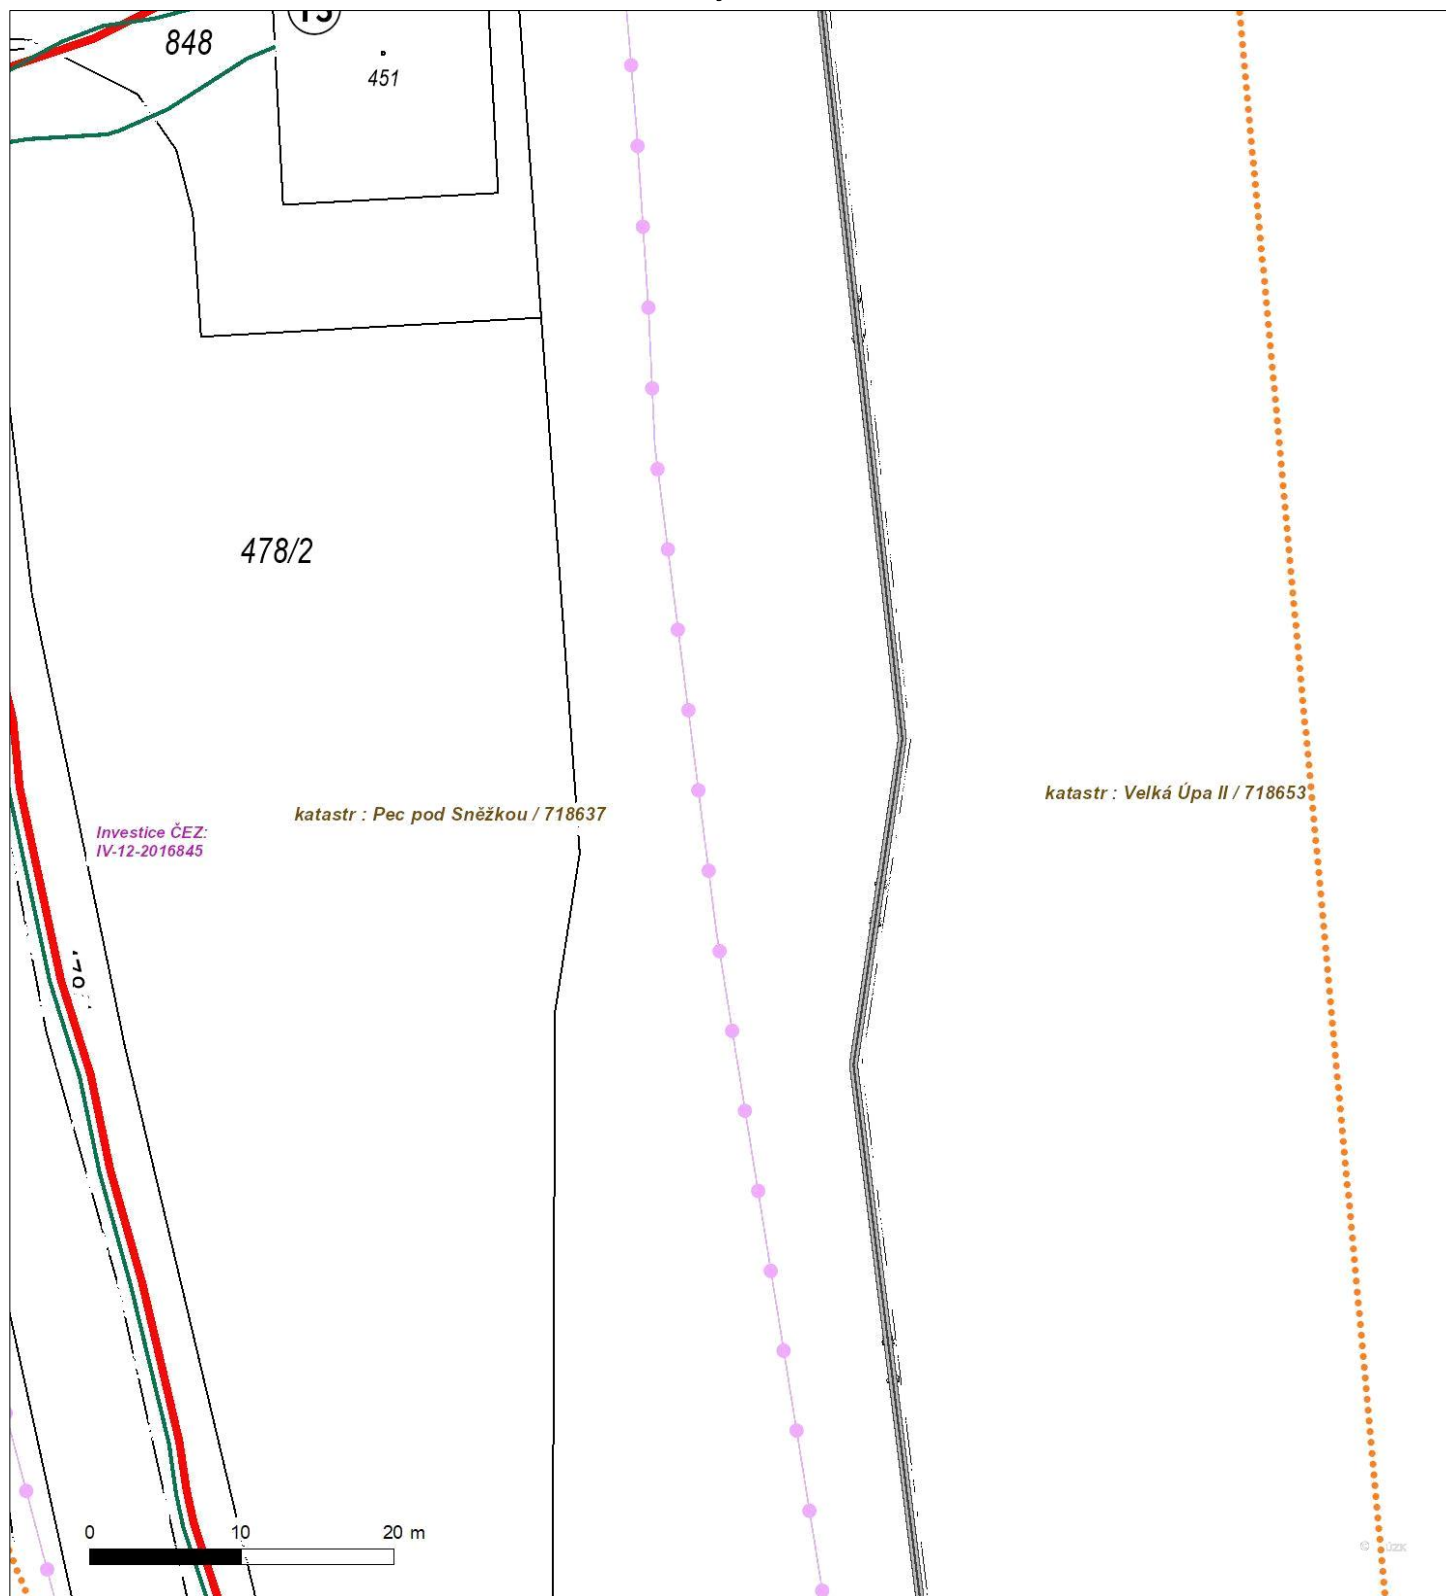 848
451
478/2
katastr : Velká Úpa II / 718653
katastr : Pec pod Sněžkou / 718637
Investice ČEZ:
IV-12-2016845
0 10 20 m